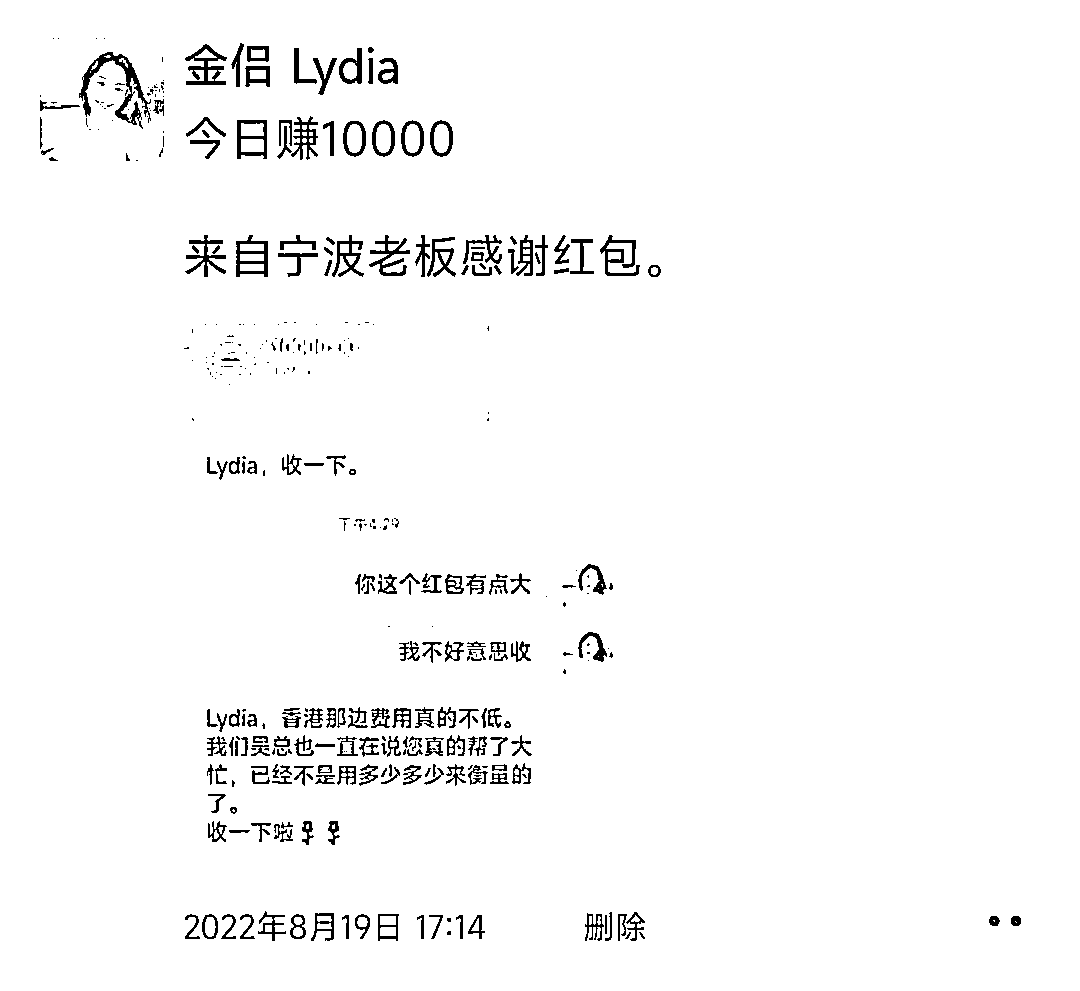 金侣 Lydia
今日赚10000
来自宁波老板感谢红包。
Lydia，收一下。
下午4:29
你这个红包有点大
我不好意思收
Lydia，香港那边费用真的不低。
我们吴总也一直在说您真的帮了大
忙，已经不是用多少多少来衡量的
了。
收一下啦
2022年8月19日 17:14
删除